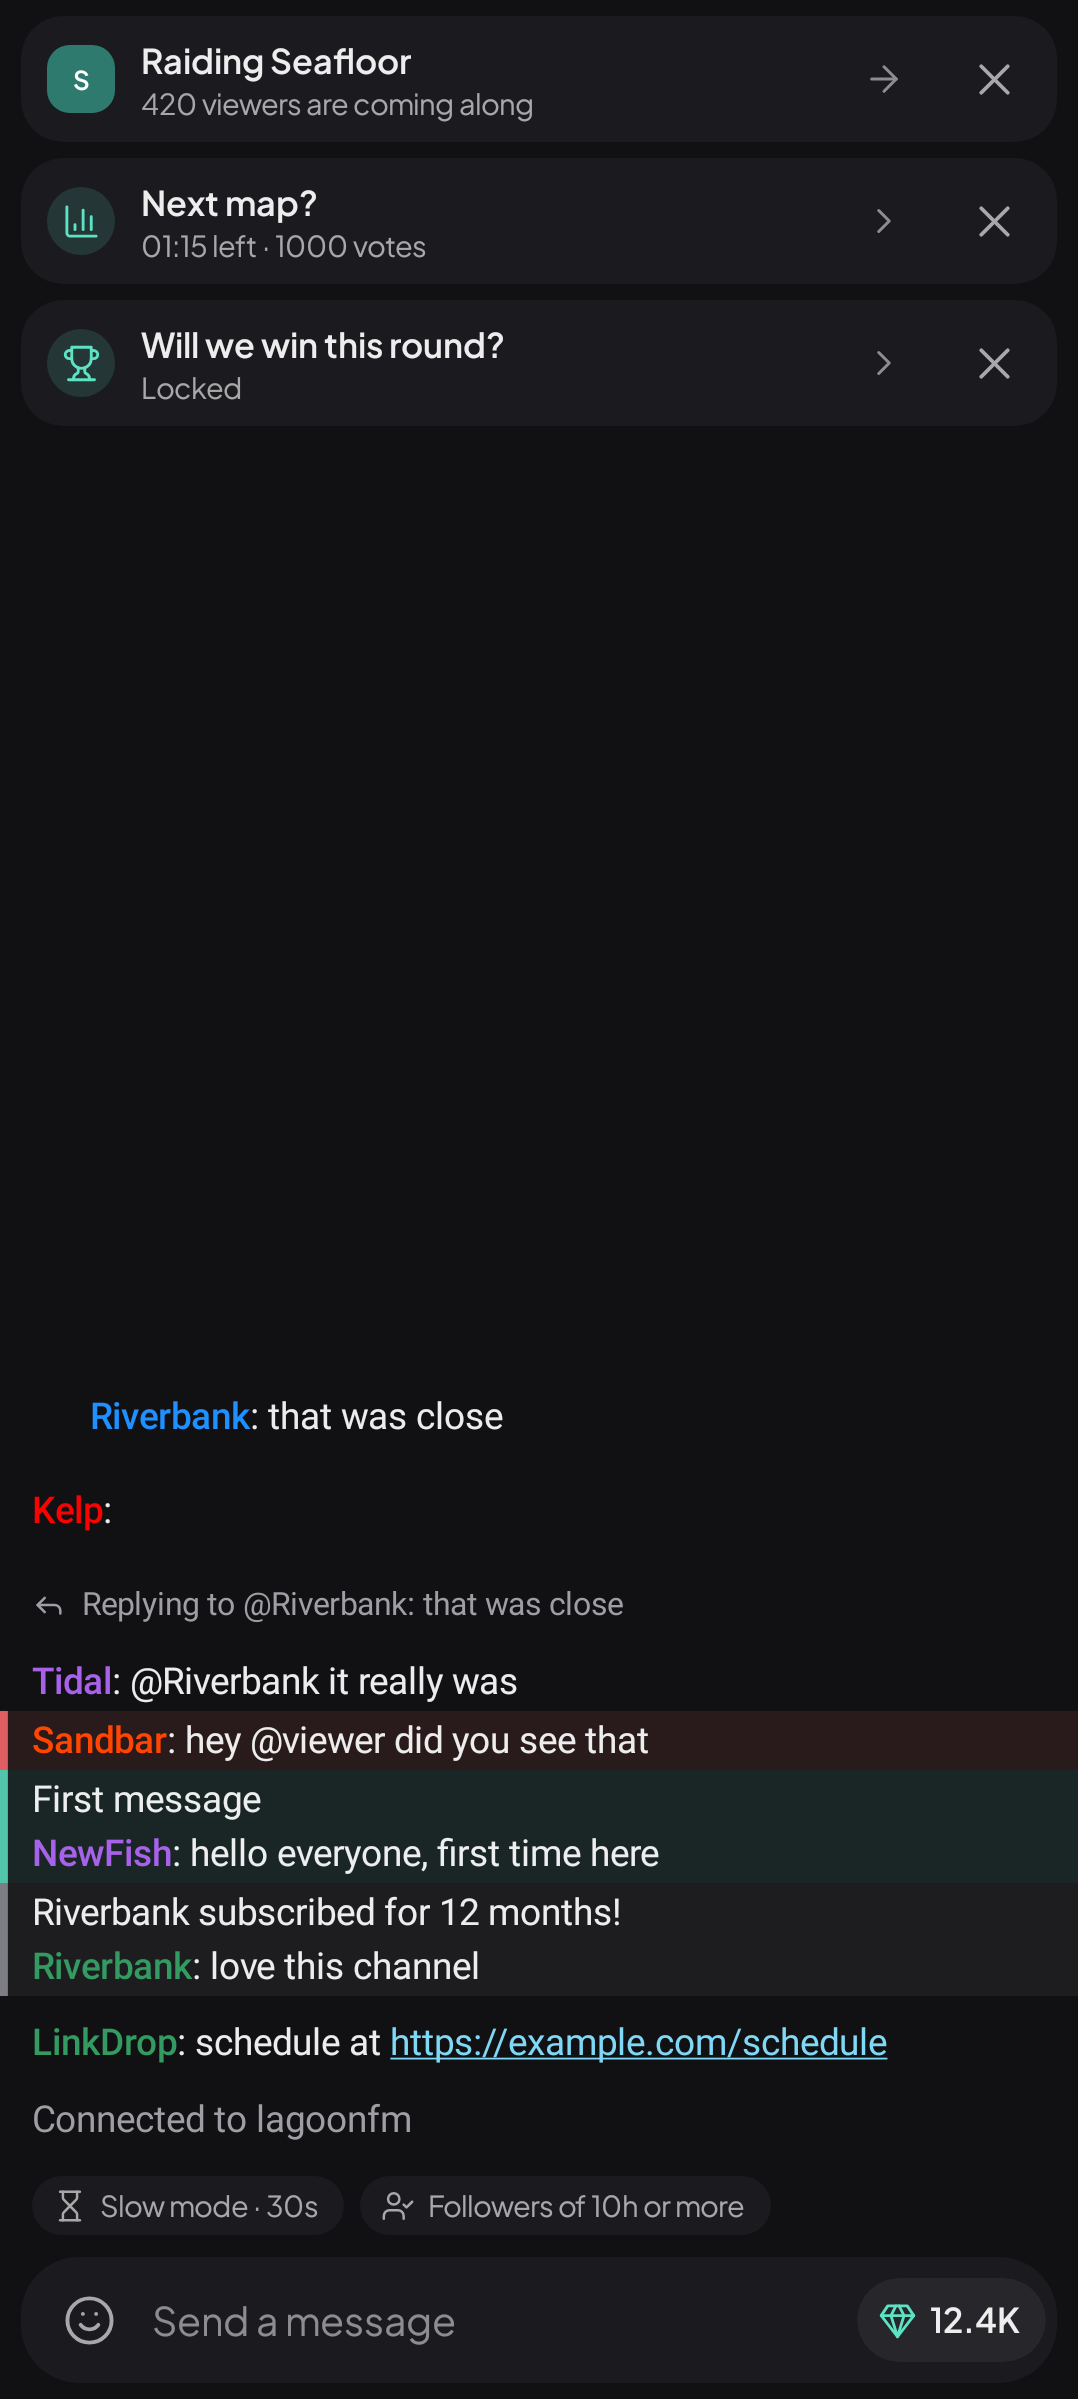 S
Raiding Seafloor
420 viewers are coming along
Next map?
01:15 left · 1000 votes
Will we win this round?
Locked
Riverbank: that was close
Kelp:
Replying to @Riverbank: that was close
Tidal: @Riverbank it really was
Sandbar: hey @viewer did you see that
First message
NewFish: hello everyone, first time here
Riverbank subscribed for 12 months!
Riverbank: love this channel
LinkDrop: schedule at https://example.com/schedule
Connected to lagoonfm
Slow mode · 30s
Followers of 10h or more
Send a message
12.4K